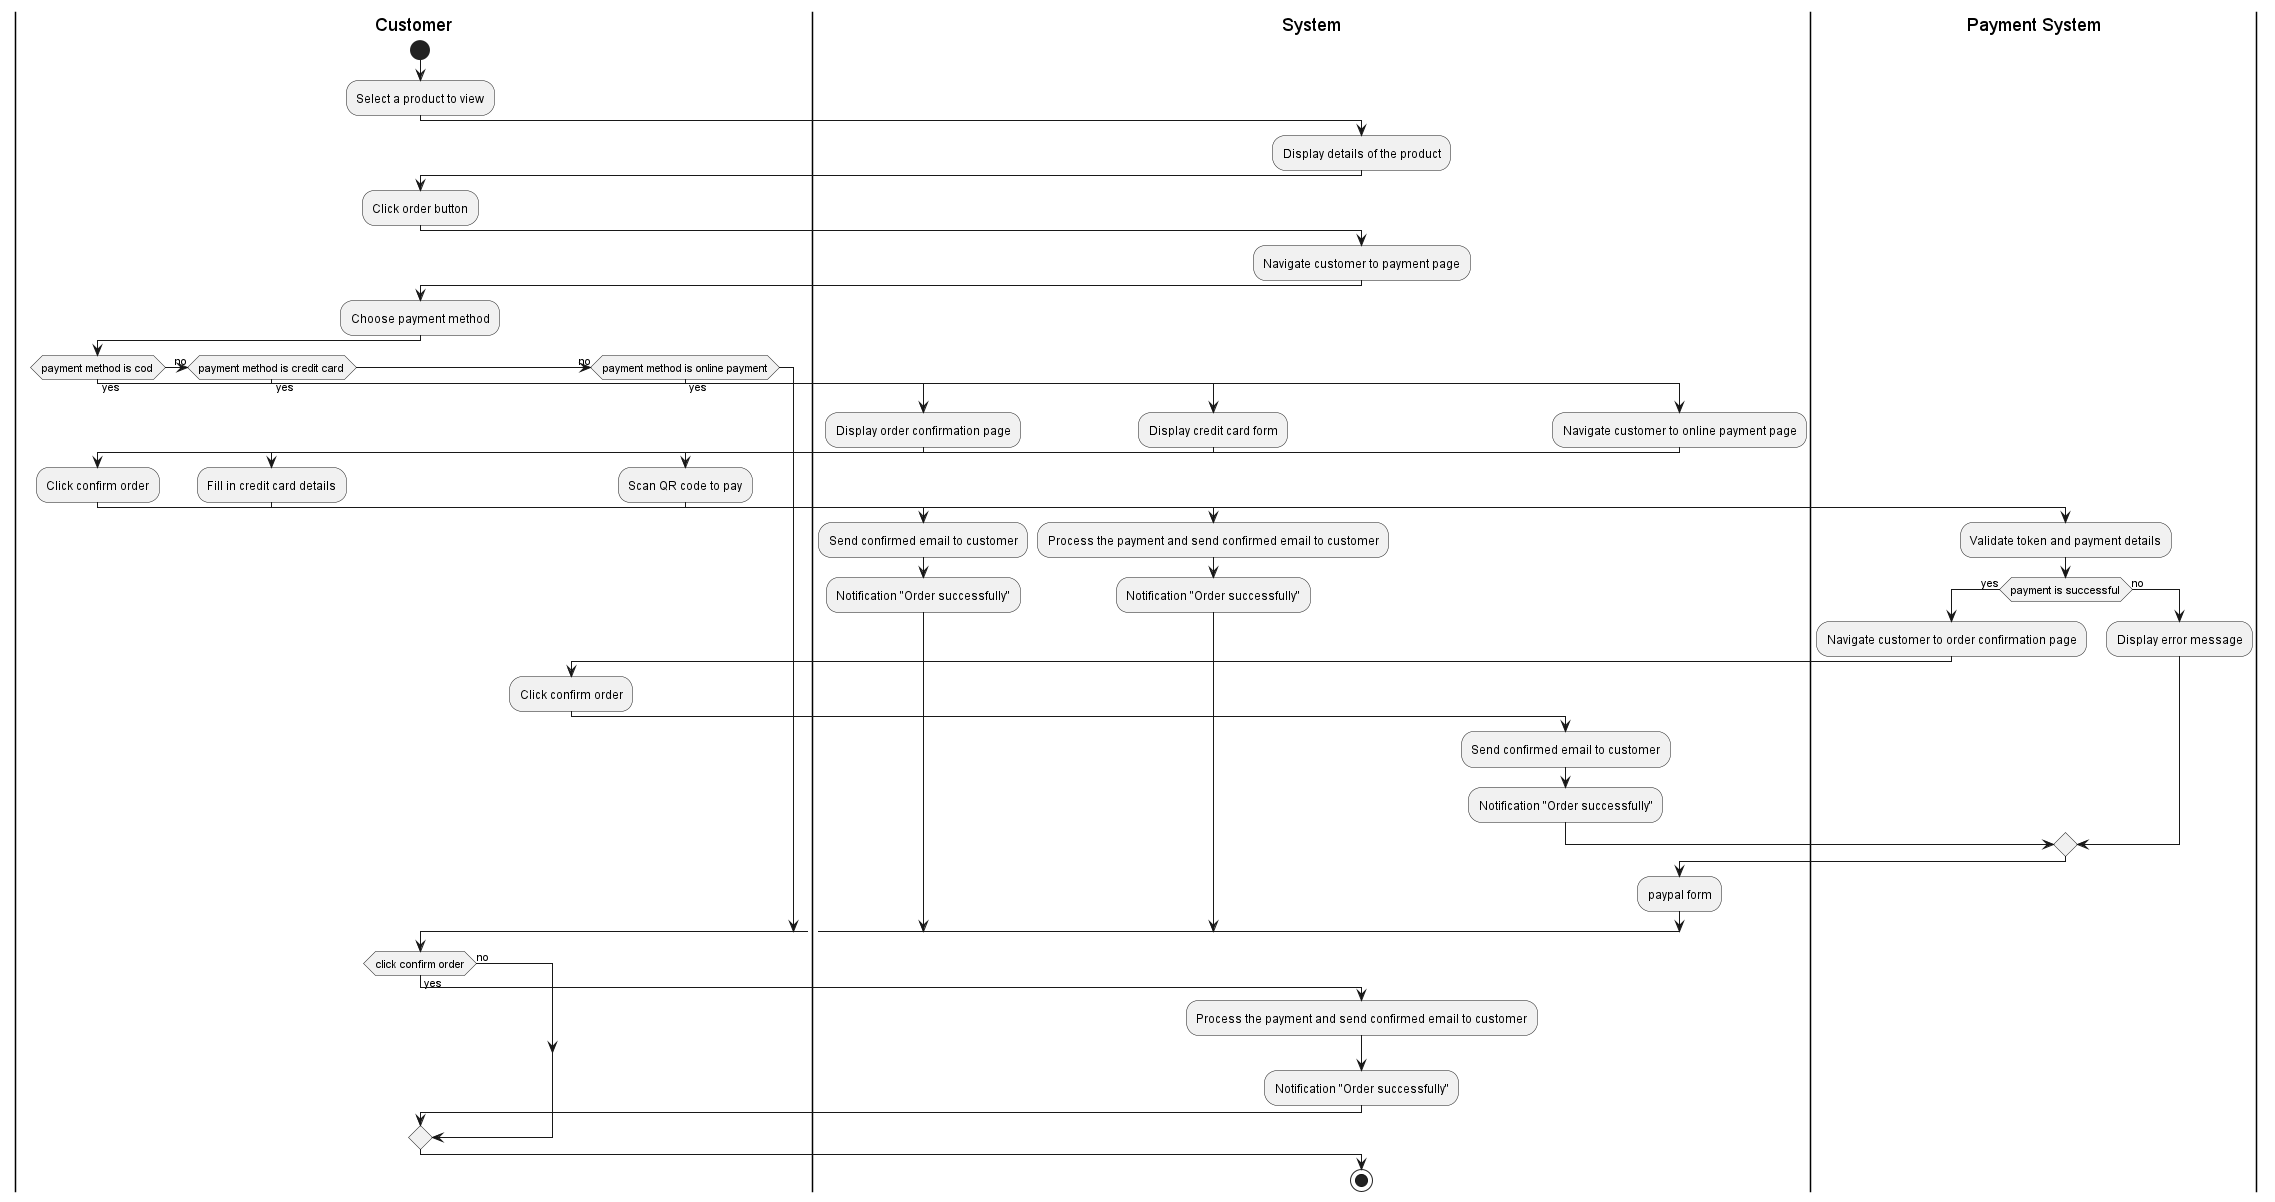 Customer
System
Payment System
Select a product to view
Display details of the product
Click order button
Navigate customer to payment page
Choose payment method
payment method is cod
no
payment method is credit card
no
payment method is online payment
yes
yes
yes
Display order confirmation page
Display credit card form
Navigate customer to online payment page
Click confirm order
Fill in credit card details
Scan QR code to pay
Send confirmed email to customer
Process the payment and send confirmed email to customer
Validate token and payment details
Notification "Order successfully"
Notification "Order successfully"
yes
payment is successful
no
Navigate customer to order confirmation page
Display error message
Click confirm order
Send confirmed email to customer
Notification "Order successfully"
paypal form
click confirm order
no
yes
Process the payment and send confirmed email to customer
Notification "Order successfully"